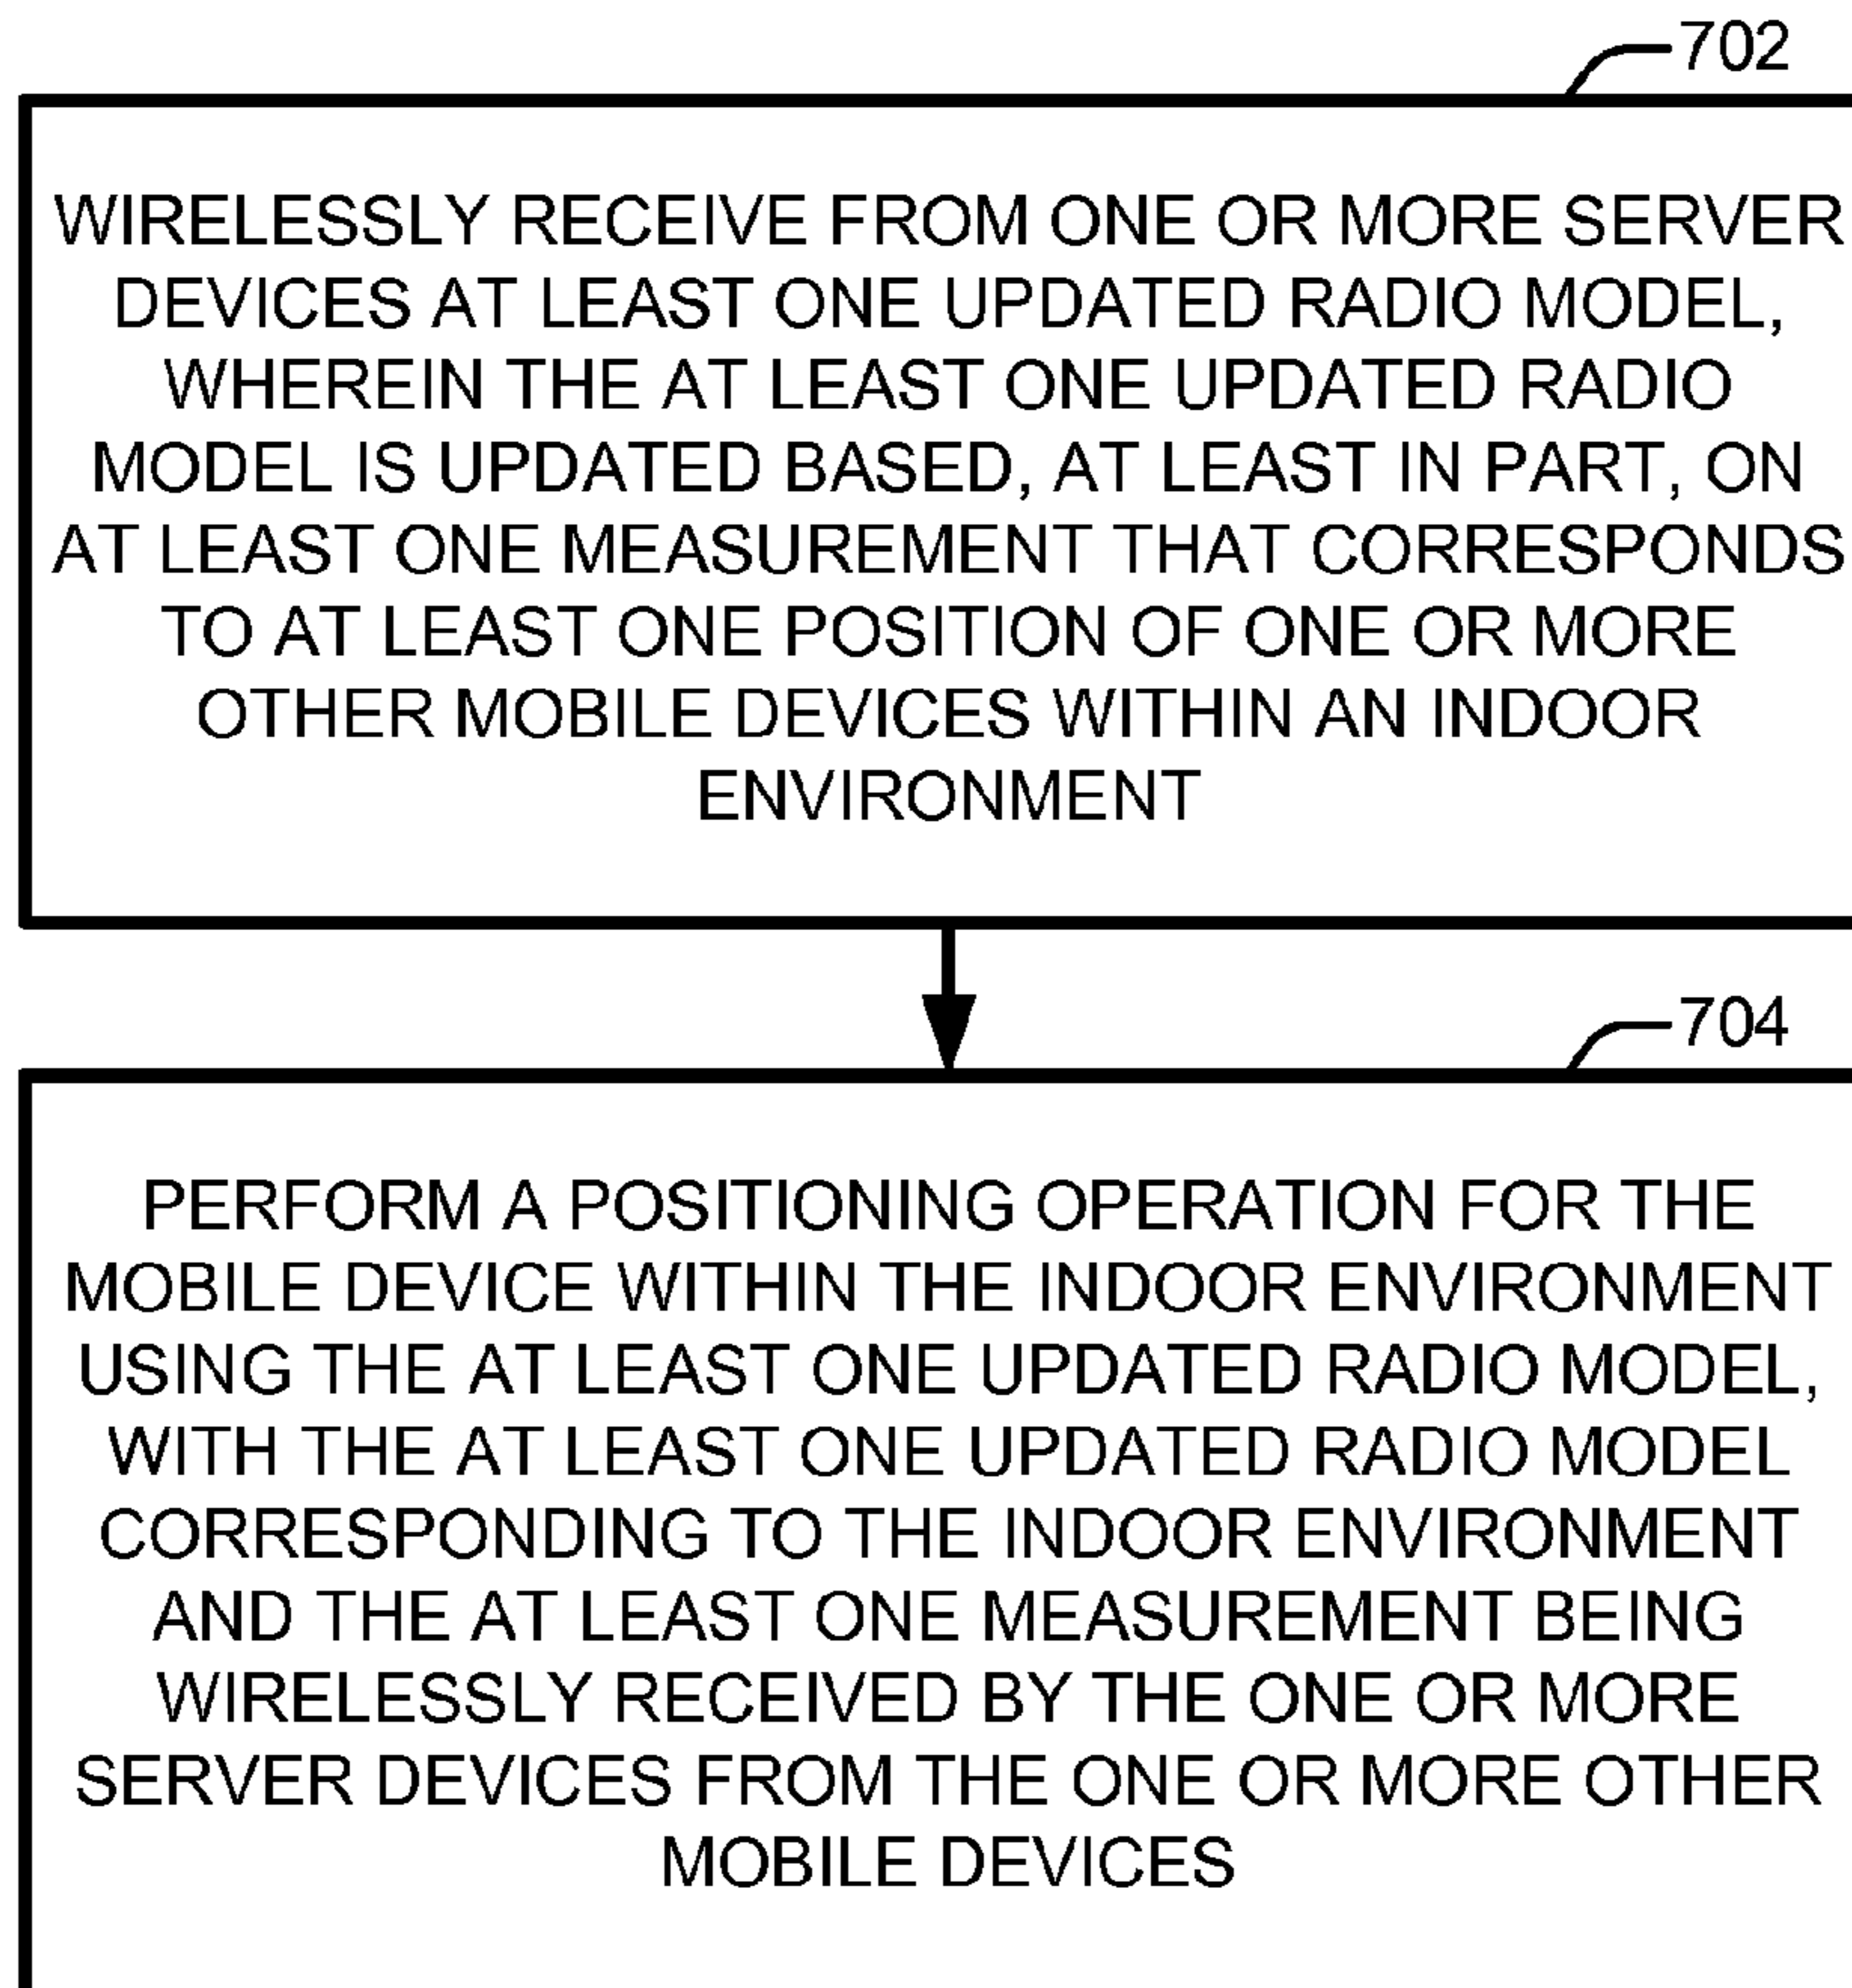 702
WIRELESSLY RECEIVE FROM ONE OR MORE SERVER
DEVICES AT LEAST ONE UPDATED RADIO MODEL,
WHEREIN THE AT LEAST ONE UPDATED RADIO
MODEL IS UPDATED BASED, AT LEAST IN PART, ON
AT LEAST ONE MEASUREMENT THAT CORRESPONDS
TO AT LEAST ONE POSITION OF ONE OR MORE
OTHER MOBILE DEVICES WITHIN AN INDOOR
ENVIRONMENT
704
PERFORM A POSITIONING OPERATION FOR THE
MOBILE DEVICE WITHIN THE INDOOR ENVIRONMENT
USING THE AT LEAST ONE UPDATED RADIO MODEL,
WITH THE AT LEAST ONE UPDATED RADIO MODEL
CORRESPONDING TO THE INDOOR ENVIRONMENT
AND THE AT LEAST ONE MEASUREMENT BEING
WIRELESSLY RECEIVED BY THE ONE OR MORE
SERVER DEVICES FROM THE ONE OR MORE OTHER
MOBILE DEVICES